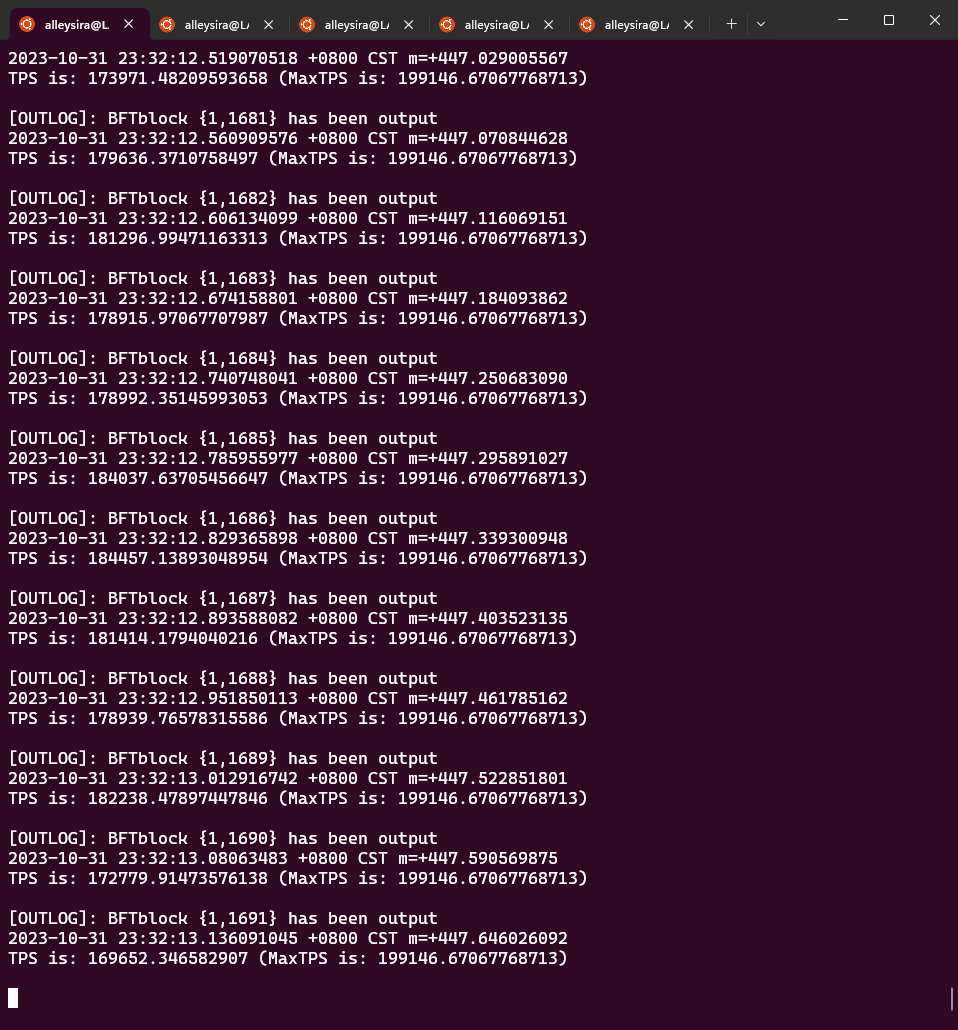 alleysira@L
alleysira@LA
alleysira@LA
alleysira@LA
alleysira@LA
2023-10-31 23:32:12.519070518 +0800 CST m=+447.029005567
TPS is: 173971.48209593658 (MaxTPS is: 199146.67067768713)
[OUTLOG]: BFTblock {1,1681} has been output
2023-10-31 23:32:12.560909576 +0800 CST m=+447.070844628
TPS is: 179636.3710758497 (MaxTPS is: 199146.67067768713)
[OUTLOG]: BFTblock {1,1682} has been output
2023-10-31 23:32:12.606134099 +0800 CST m=+447.116069151
TPS is: 181296.99471163313 (MaxTPS is: 199146.67067768713)
[OUTLOG]: BFTblock {1,1683} has been output
2023-10-31 23:32:12.674158801 +0800 CST m=+447.184093862
TPS is: 178915.97067707987 (MaxTPS is: 199146.67067768713)
[OUTLOG]: BFTblock {1,1684} has been output
2023-10-31 23:32:12.740748041 +0800 CST m=+447.250683090
TPS is: 178992.35145993053 (MaxTPS is: 199146.67067768713)
[OUTLOG]: BFTblock {1,1685} has been output
2023-10-31 23:32:12.785955977 +0800 CST m=+447.295891027
TPS is: 184037.63705456647 (MaxTPS is: 199146.67067768713)
[OUTLOG]: BFTblock {1,1686} has been output
2023-10-31 23:32:12.829365898 +0800 CST m=+447.339300948
TPS is: 184457.13893048954 (MaxTPS is: 199146.67067768713)
[OUTLOG]: BFTblock {1,1687} has been output
2023-10-31 23:32:12.893588082 +0800 CST m=+447.403523135
TPS is: 181414.1794040216 (MaxTPS is: 199146.67067768713)
[OUTLOG]: BFTblock {1,1688} has been output
2023-10-31 23:32:12.951850113 +0800 CST m=+447.461785162
TPS is: 178939.76578315586 (MaxTPS is: 199146.67067768713)
[OUTLOG]: BFTblock {1,1689} has been output
2023-10-31 23:32:13.012916742 +0800 CST m=+447.522851801
TPS is: 182238.47897447846 (MaxTPS is: 199146.67067768713)
[OUTLOG]: BFTblock {1,1690} has been output
2023-10-31 23:32:13.08063483 +0800 CST m=+447.590569875
TPS is: 172779.91473576138 (MaxTPS is: 199146.67067768713)
[OUTLOG]: BFTblock {1,1691} has been output
2023-10-31 23:32:13.136091045 +0800 CST m=+447.646026092
TPS is: 169652.346582907 (MaxTPS is: 199146.67067768713)